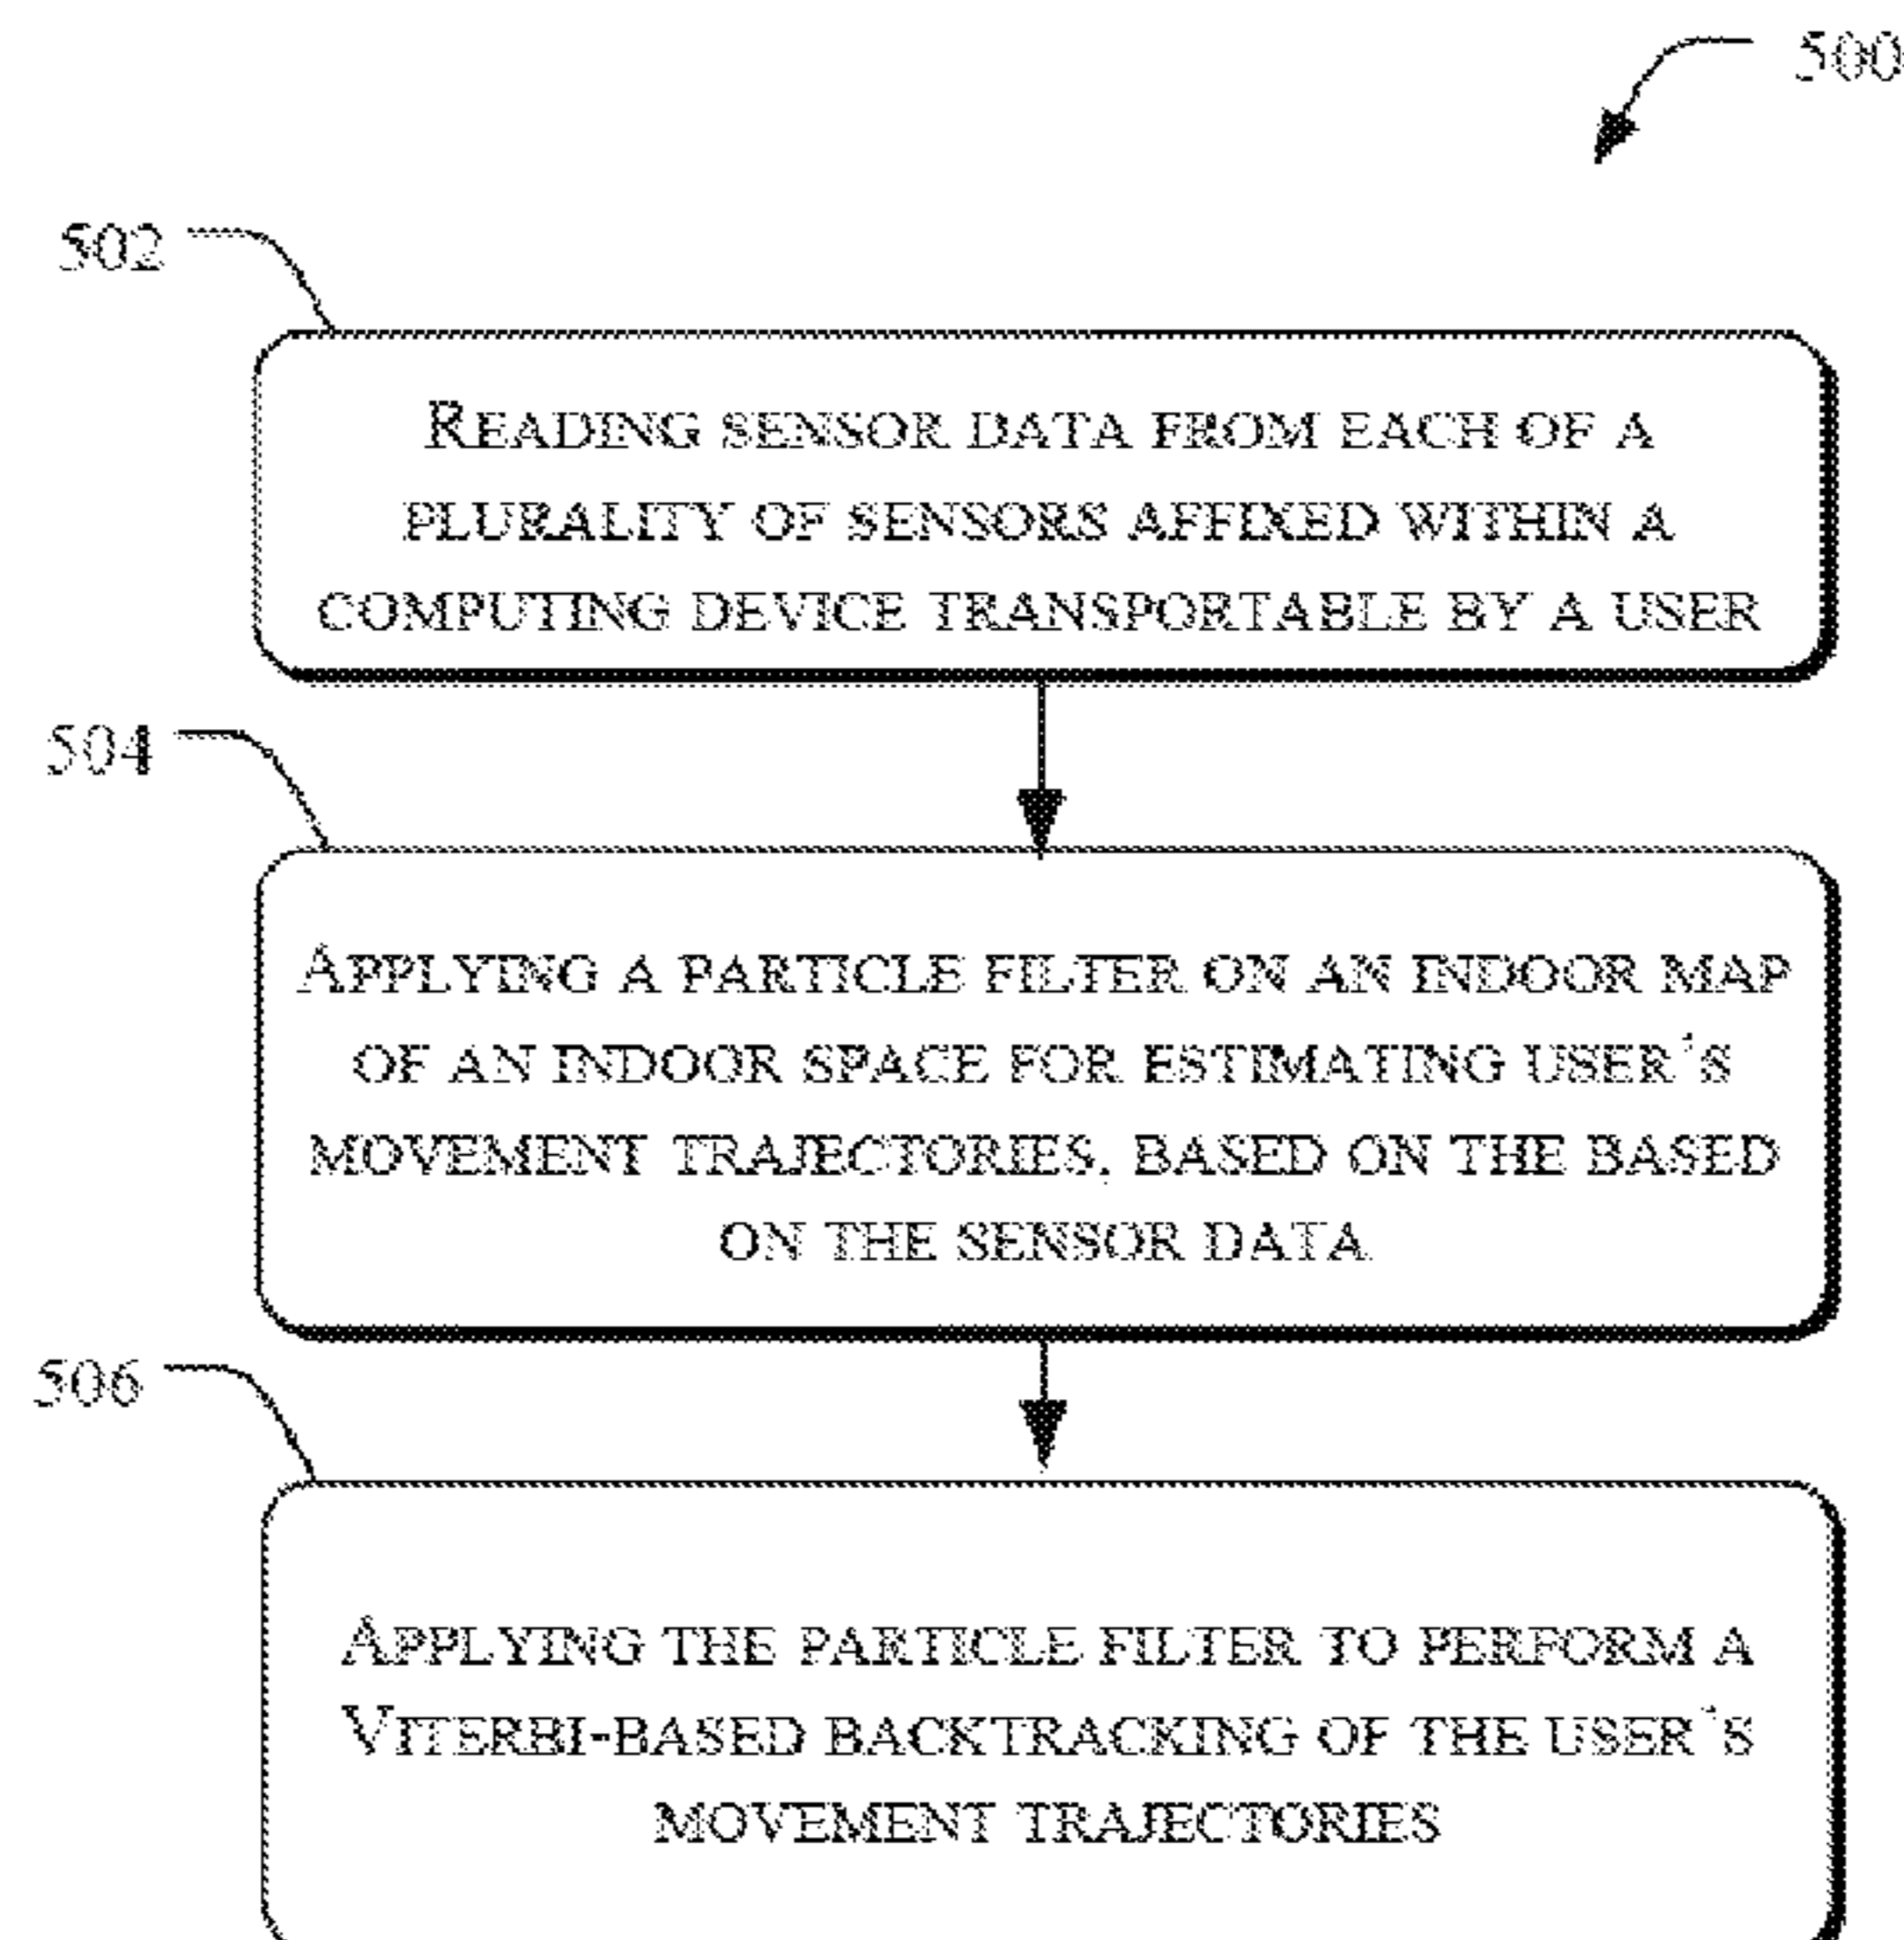 500
502
READING SENSOR DATA FROM EACH OF A
PLURALITY OF SENSORS AFFIXED WITHIN A
COMPUTING DEVICE TRANSPORTABLE BY A USER
504
APPLYING A PARTICLE FILTER ON AN INDOOR MAP
OF AN INDOOR SPACE FOR ESTIMATING USER'S
MOVEMENT TRAJECTORIES, BASED ON THE BASED
ON THE SENSOR DATA
506
APPLYING THE PARTICLE FILTER TO PERFORM A
VITERBI-BASED BACKTRACKING OF THE USER'S
MOVEMENT TRAJECTORIES